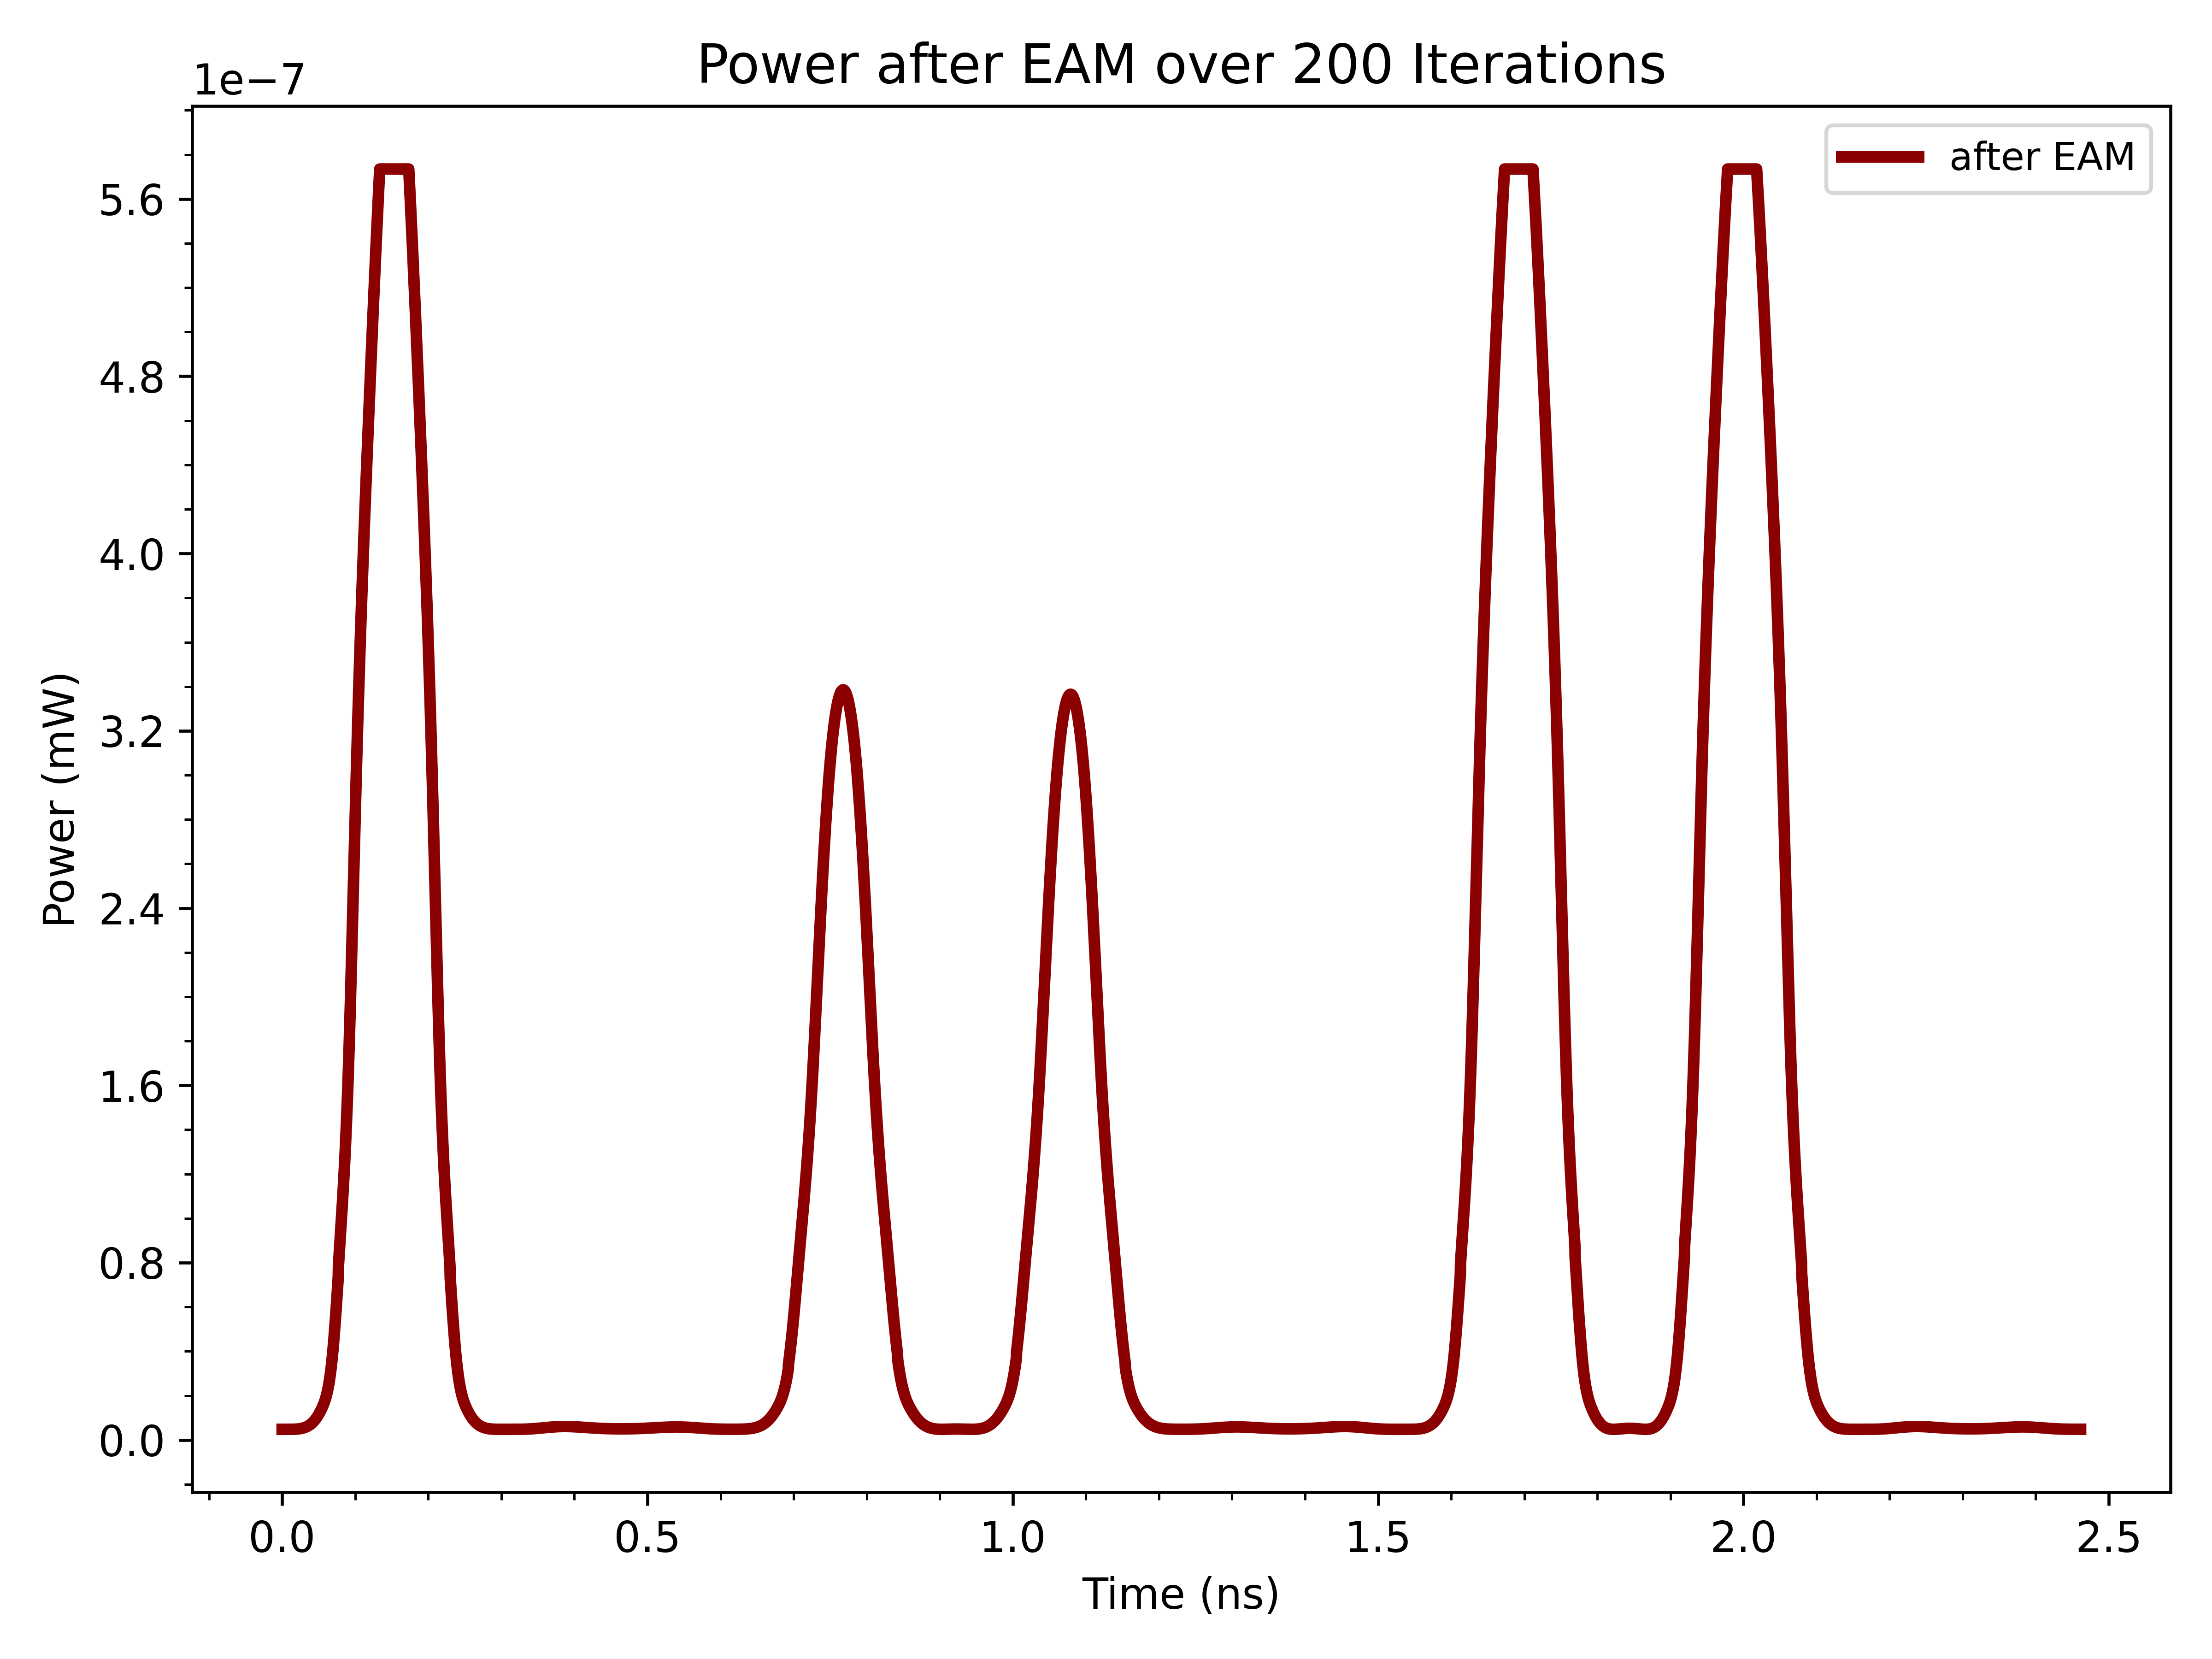 Power after EAM over 200 Iterations
1e−7
after EAM
5.6
4.8
4.0
3.2
2.4
1.6
0.8
0.0
Power (mW)
0.0 0.5 1.0 1.5 2.0 2.5
Time (ns)